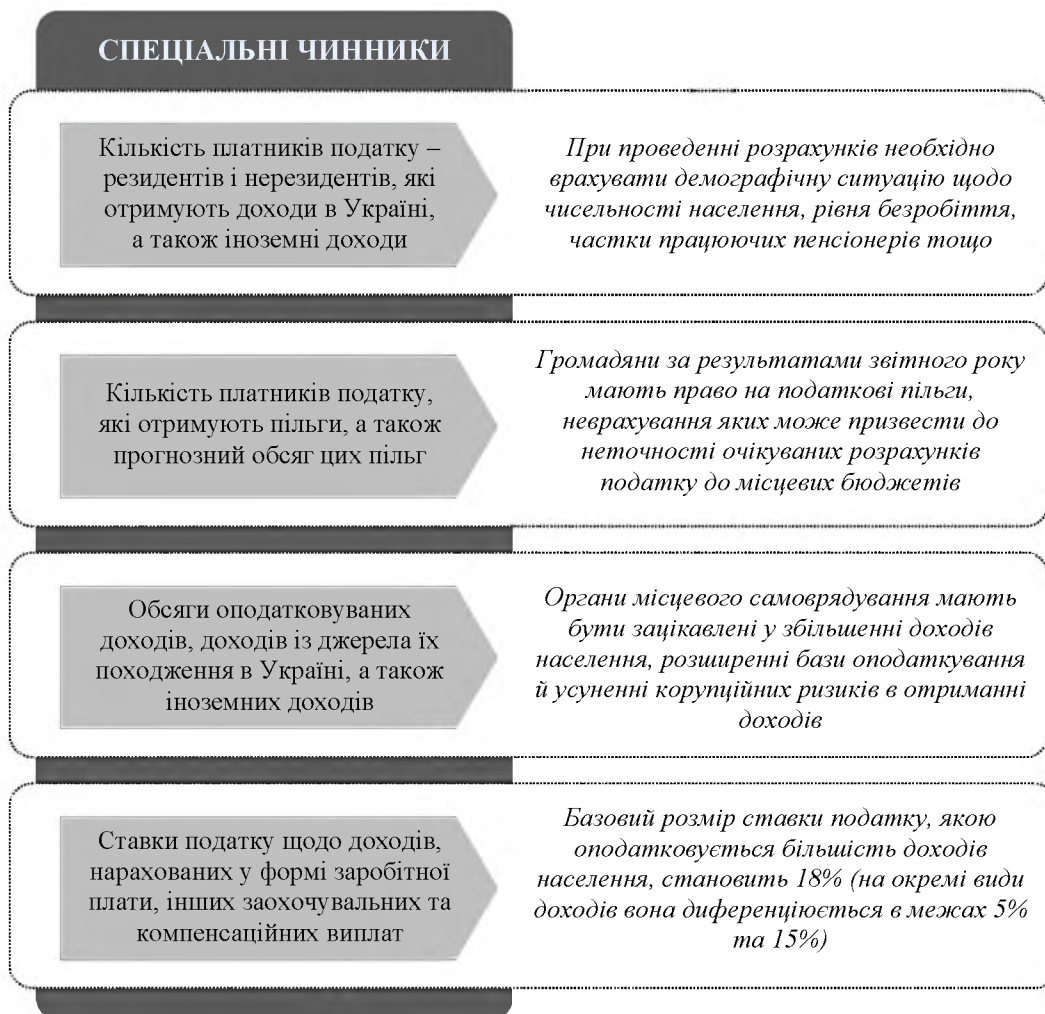 СПЕЦІАЛЬНІ ЧИННИКИ
Кількість платників податку –
резидентів і нерезидентів, які
отримують доходи в Україні,
а також іноземні доходи
При проведенні розрахунків необхідно
врахувати демографічну ситуацію щодо
чисельності населення, рівня безробіття,
частки працюючих пенсіонерів тощо
Кількість платників податку,
які отримують пільги, а також
прогнозний обсяг цих пільг
Громадяни за результатами звітного року
мають право на податкові пільги,
неврахування яких може призвести до
неточності очікуваних розрахунків
податку до місцевих бюджетів
Обсяги оподатковуваних
доходів, доходів із джерела їх
походження в Україні, а також
іноземних доходів
Органи місцевого самоврядування мають
бути зацікавлені у збільшенні доходів
населення, розширенні бази оподаткування
й усуненні корупційних ризиків в отриманні
доходів
Ставки податку щодо доходів,
нарахованих у формі заробітної
плати, інших заохочувальних та
компенсаційних виплат
Базовий розмір ставки податку, якою
оподатковується більшість доходів
населення, становить 18% (на окремі види
доходів вона диференціюється в межах 5%
та 15%)